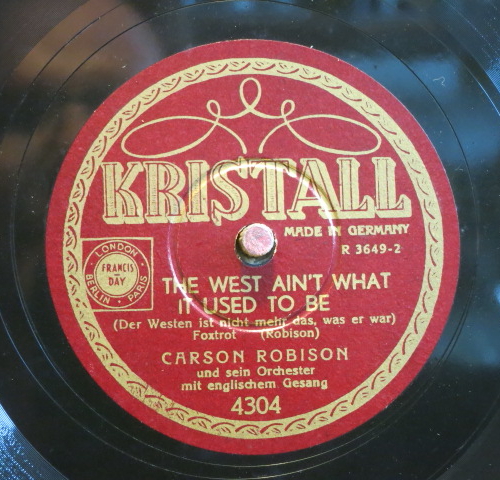 KRISTALL
MADE IN GERMANY
R 3649-2
LONDON
FRANCIS
DAY
BERLIN • PARIS
THE WEST AIN'T WHAT
IT USED TO BE
(Der Westen ist nicht mehr das, was er war)
Foxtrot (Robison)
CARSON ROBISON
und sein Orchester
mit englischem Gesang
4304